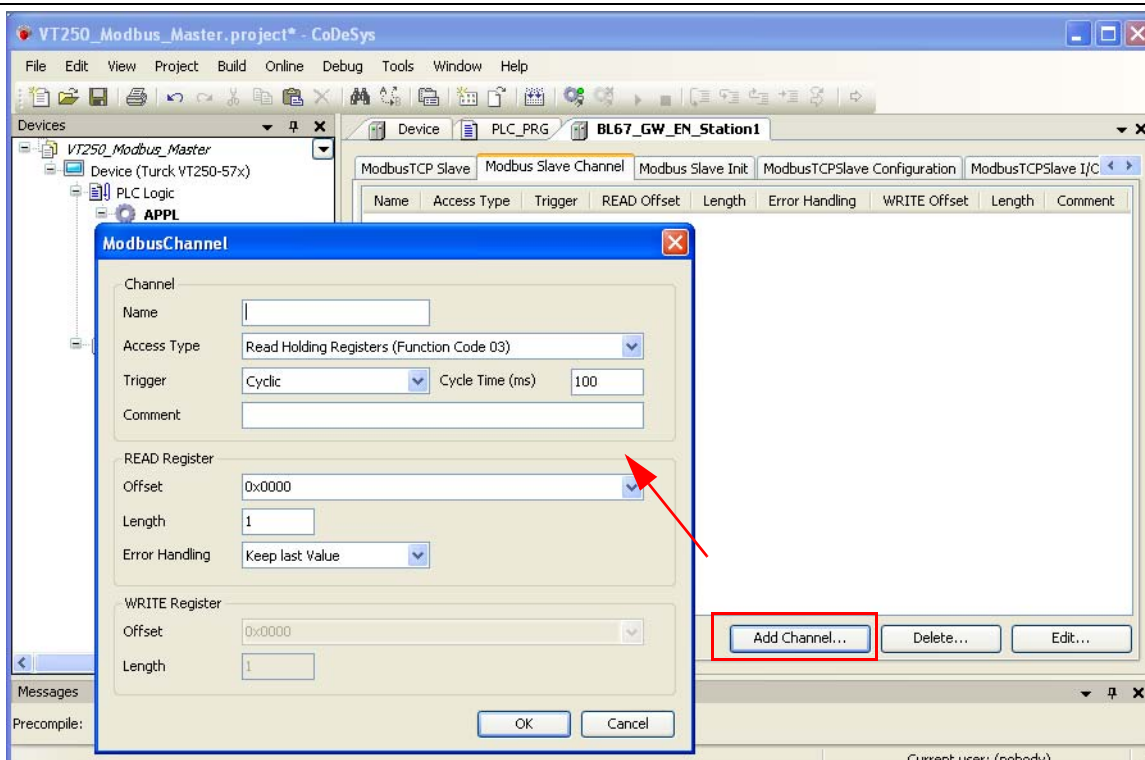 VT250_Modbus_Master.project* - CoDeSys
File Edit View Project Build Online Debug Tools Window Help
Devices
Device PLC_PRG BL67_GW_EN_Station1
VT250_Modbus_Master
Device (Turck VT250-57x)
PLC Logic
APPL
ModbusTCP Slave Modbus Slave Channel Modbus Slave Init ModbusTCPSlave Configuration ModbusTCPSlave I/C
Name Access Type Trigger READ Offset Length Error Handling WRITE Offset Length Comment
ModbusChannel
Channel
Name
Access Type Read Holding Registers (Function Code 03)
Trigger Cyclic Cycle Time (ms) 100
Comment
READ Register
Offset 0x0000
Length 1
Error Handling Keep last Value
WRITE Register
Offset 0x0000
Length 1
OK Cancel
Add Channel... Delete... Edit...
Messages
Precompile:
Current user: (nobody)